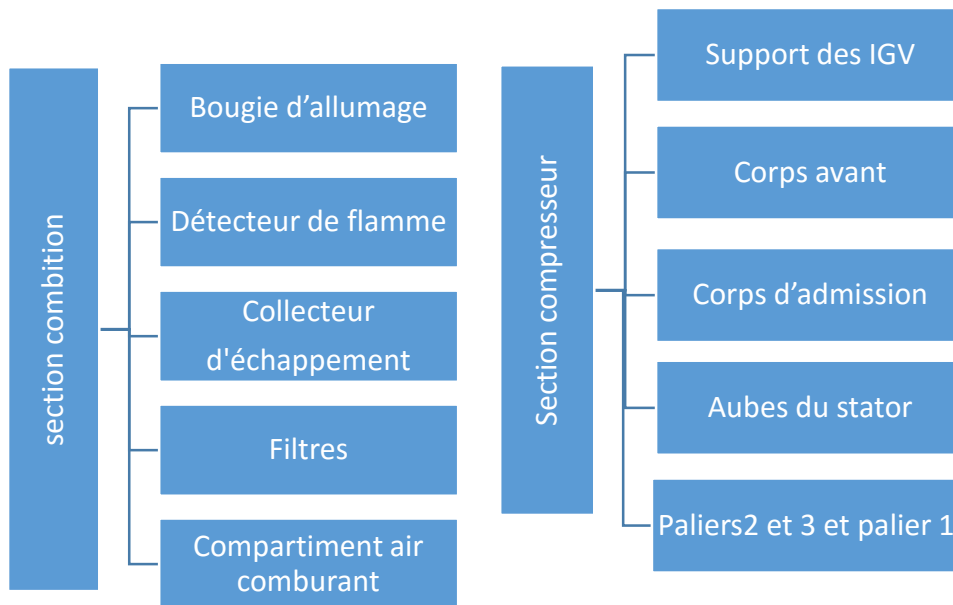 section combition
Bougie d’allumage
Détecteur de flamme
Collecteur
d'échappement
Filtres
Compartiment air
comburant
Section compresseur
Support des IGV
Corps avant
Corps d’admission
Aubes du stator
Paliers2 et 3 et palier 1